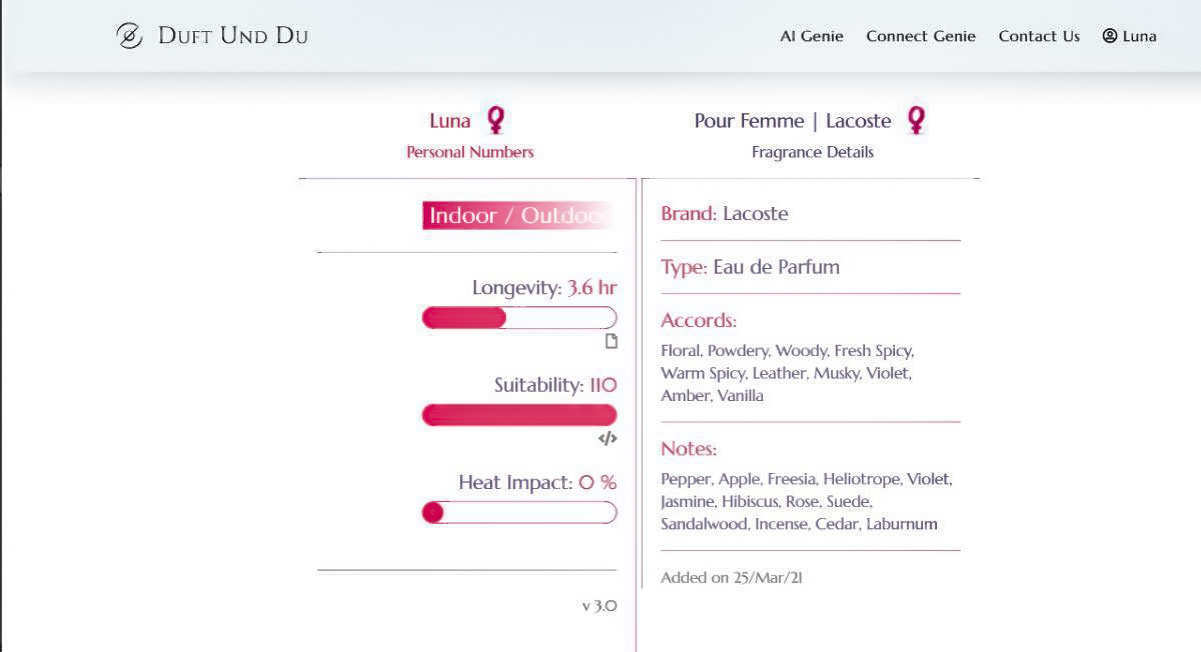 Duft Und Du
AI Genie Connect Genie Contact Us Luna
Luna
Personal Numbers
Indoor / Outdoor
Longevity: 3.6 hr
Suitability: 110
Heat Impact: 0 %
v 3.0
Pour Femme | Lacoste
Fragrance Details
Brand: Lacoste
Type: Eau de Parfum
Accords:
Floral, Powdery, Woody, Fresh Spicy,
Warm Spicy, Leather, Musky, Violet,
Amber, Vanilla
Notes:
Pepper, Apple, Freesia, Heliotrope, Violet,
Jasmine, Hibiscus, Rose, Suede,
Sandalwood, Incense, Cedar, Laburnum
Added on 25/Mar/21